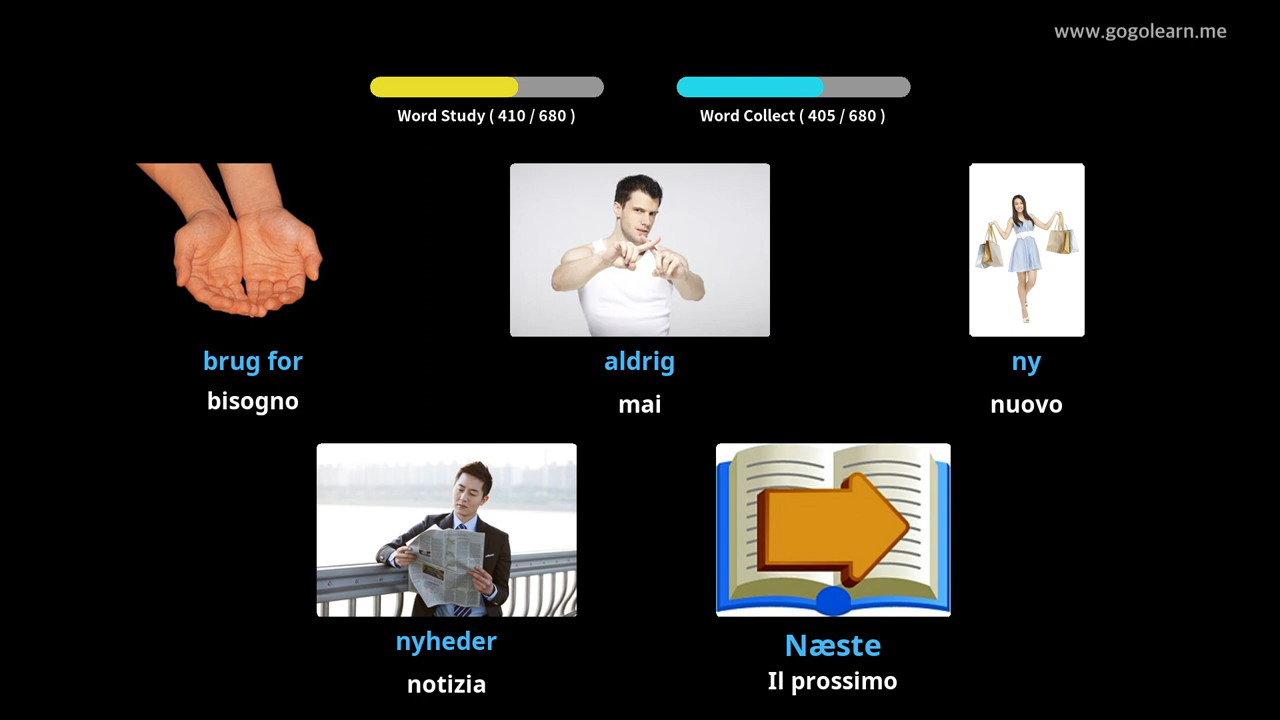 www.gogolearn.me
Word Study ( 410 / 680 )
Word Collect ( 405 / 680 )
brug for
bisogno
aldrig
mai
ny
nuovo
nyheder
notizia
Næste
Il prossimo